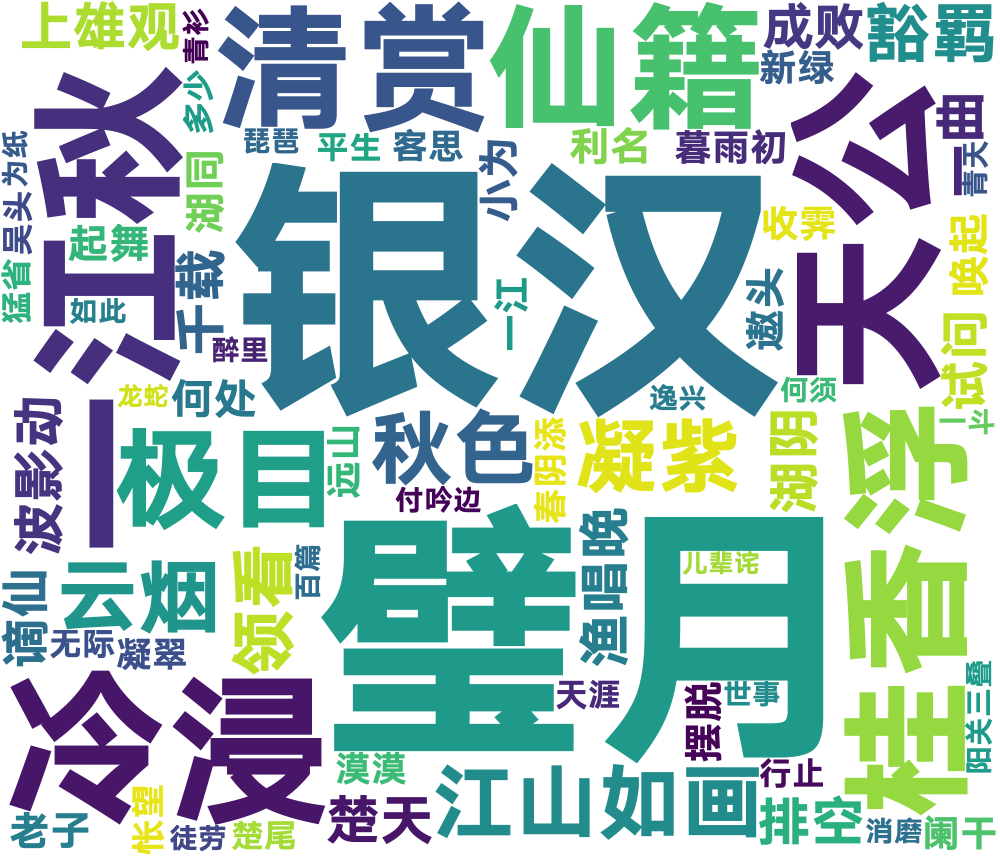 上雄观
青衫
清赏
仙籍
成败
豁羁
新绿
多少
琵琶
平生
客思
利名
暮雨初
一曲
青天
为纸
吴头
湖同
一江秋
小为
银汉
天公
收霁
唤起
起舞
千载
猛省
如此
醉里
一江
遨头
试问
龙蛇
何处
逸兴
何须
一斗
波影动
极目
远山
秋色
付吟边
春阴添
凝紫
湖阴
桂香浮
云烟
领看
百篇
璧月
渔唱晚
儿辈诧
谪仙
无际
凝翠
冷浸
天涯
摆脱
世事
阳关三叠
漠漠
楚天
江山如画
行止
排空
老子
怅望
徒劳
楚尾
消磨
阑干